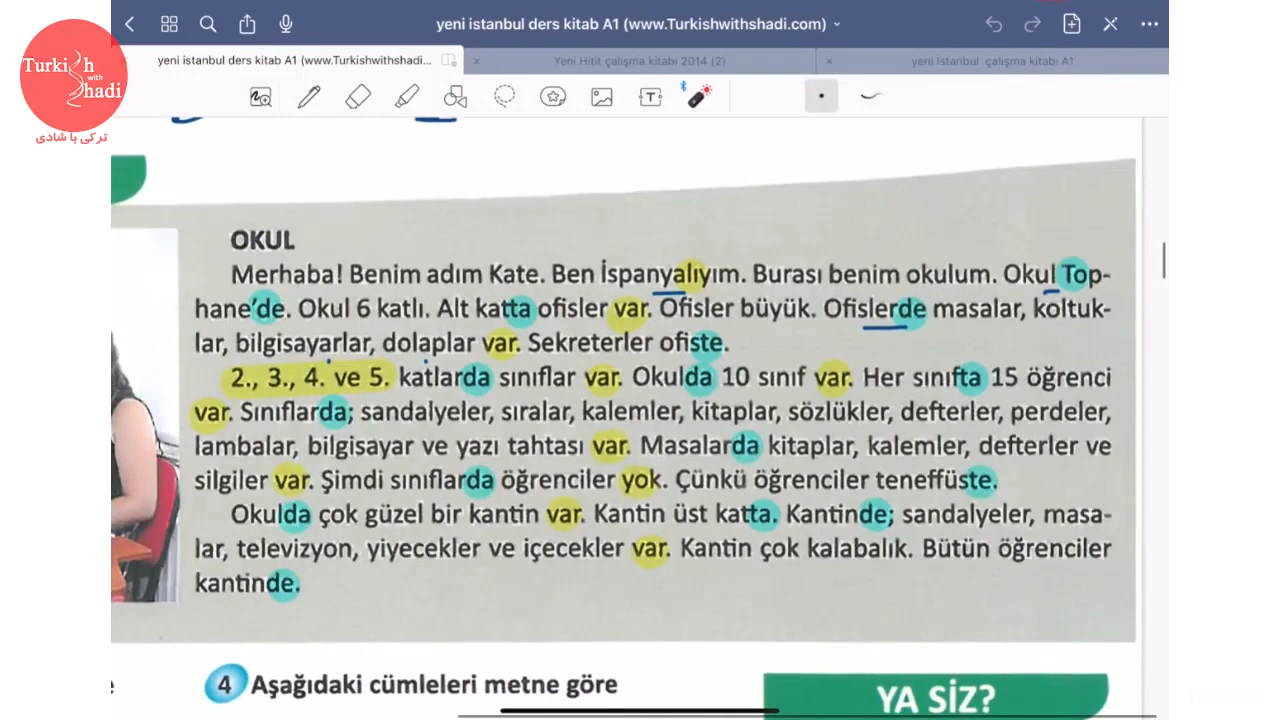 yeni istanbul ders kitab A1 (www.Turkishwithshadi.com)
yeni istanbul ders kitab A1 (www.Turkishwithshadi...
Yeni Hitit çalışma kitabı 2014 (2)
yeni Istanbul çalışma kitabı A1
Turkish
with
Shadi
ترکی با شادی
OKUL
Merhaba! Benim adım Kate. Ben İspanyalıyım. Burası benim okulum. Okul Top-
hane'de. Okul 6 katlı. Alt katta ofisler var. Ofisler büyük. Ofislerde masalar, koltuk-
lar, bilgisayarlar, dolaplar var. Sekreterler ofiste.
2., 3., 4. ve 5. katlarda sınıflar var. Okulda 10 sınıf var. Her sınıfta 15 öğrenci
var. Sınıflarda; sandalyeler, sıralar, kalemler, kitaplar, sözlükler, defterler, perdeler,
lambalar, bilgisayar ve yazı tahtası var. Masalarda kitaplar, kalemler, defterler ve
silgiler var. Şimdi sınıflarda öğrenciler yok. Çünkü öğrenciler teneffüste.
Okulda çok güzel bir kantin var. Kantin üst katta. Kantinde; sandalyeler, masa-
lar, televizyon, yiyecekler ve içecekler var. Kantin çok kalabalık. Bütün öğrenciler
kantinde.
4 Aşağıdaki cümleleri metne göre
YA SİZ?